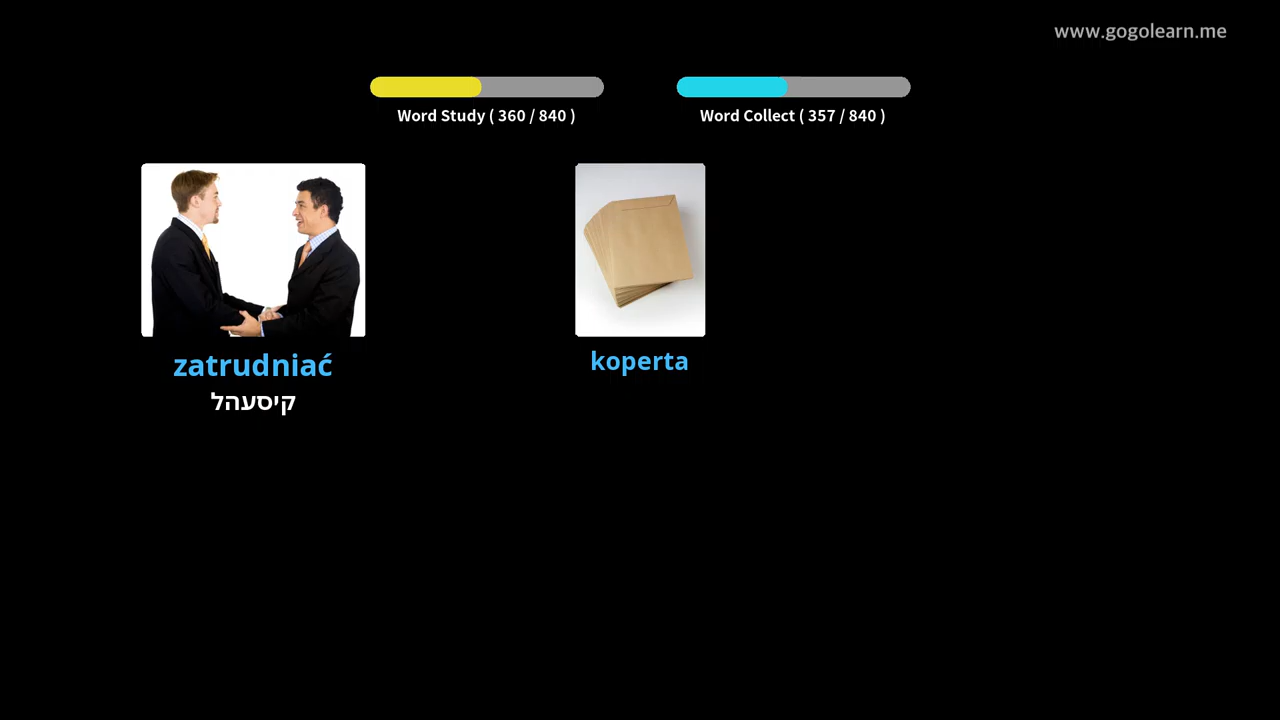 www.gogolearn.me
Word Study ( 360 / 840 )
Word Collect ( 357 / 840 )
zatrudniać
קיסעהל
koperta